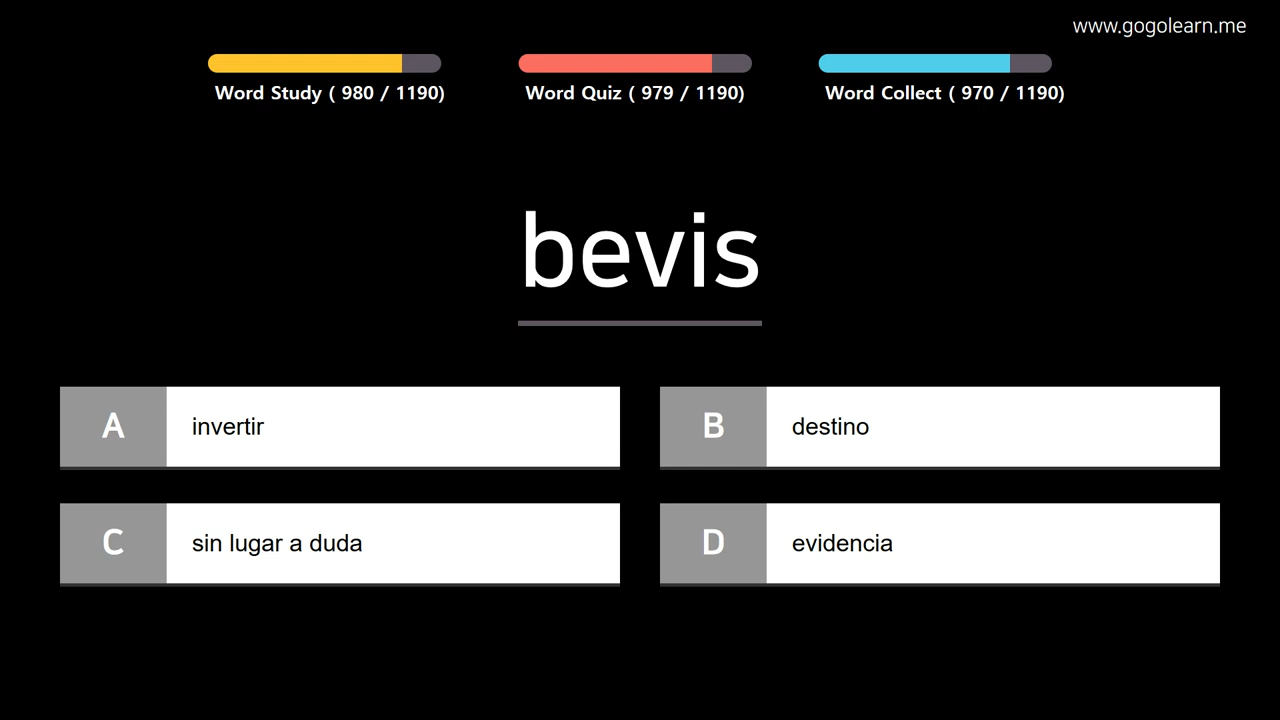 www.gogolearn.me
Word Study ( 980 / 1190)
Word Quiz ( 979 / 1190)
Word Collect ( 970 / 1190)
bevis
A
invertir
B
destino
C
sin lugar a duda
D
evidencia